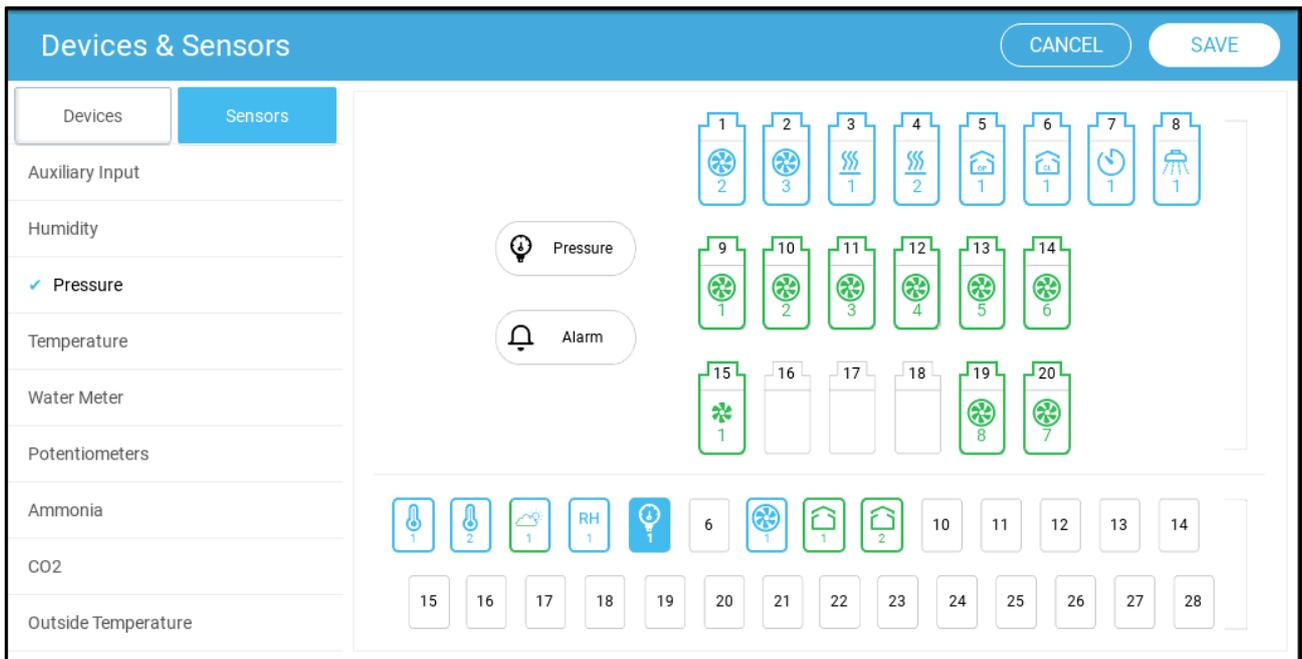 Devices & Sensors CANCEL SAVE
Devices Sensors
Auxiliary Input
Humidity
✔ Pressure
Temperature
Water Meter
Potentiometers
Ammonia
CO2
Outside Temperature
Pressure
Alarm
1 2 3 4 5 6 7 8
OP CL
2 3 1 2 1 1 1 1
9 10 11 12 13 14
1 2 3 4 5 6
15 16 17 18 19 20
1 8 7
RH 6 10 11 12 13 14
1 2 1 1 1 1 1 2
15 16 17 18 19 20 21 22 23 24 25 26 27 28